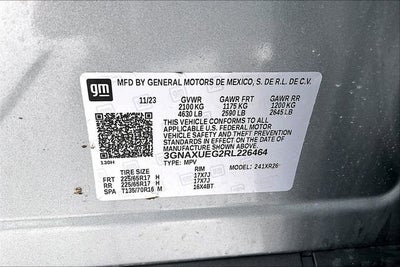 gm MFD BY GENERAL MOTORS DE MEXICO, S. DE R.L. DE C.V.
11/23 GVWR GAWR FRT GAWR RR
2100 KG 1175 KG 1200 KG
4630 LB 2590 LB 2645 LB
THIS VEHICLE CONFORMS TO ALL
APPLICABLE U.S. FEDERAL MOTOR
VEHICLE SAFETY AND THEFT PREVENTION
STANDARDS IN EFFECT ON THE DATE OF
MANUFACTURE SHOWN ABOVE.
3GNAXUEG2RL226464
130H TYPE: MPV MODEL: 241XR26
TIRE SIZE RIM
FRT 225/65R17 H 17X7J
RR 225/65R17 H 17X7J
SPA T135/70R16 M 16X4BT